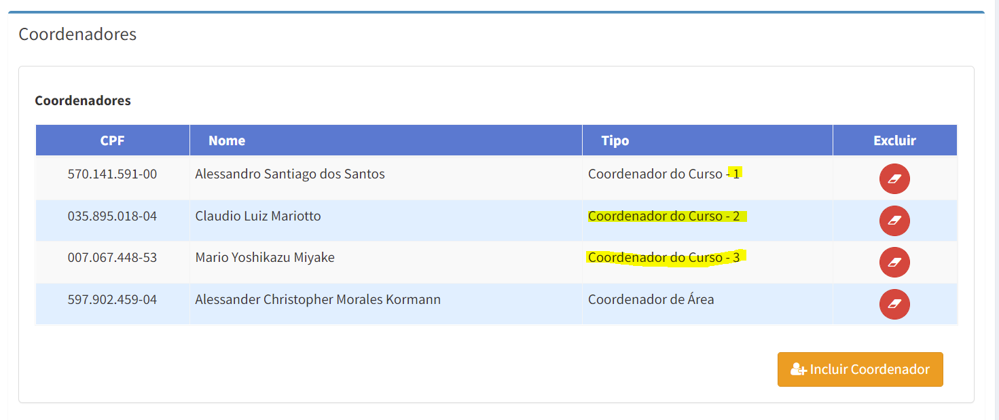 Coordenadores
Coordenadores
CPF Nome Tipo Excluir
570.141.591-00 Alessandro Santiago dos Santos Coordenador do Curso - 1
035.895.018-04 Claudio Luiz Mariotto Coordenador do Curso - 2
007.067.448-53 Mario Yoshikazu Miyake Coordenador do Curso - 3
597.902.459-04 Alessander Christopher Morales Kormann Coordenador de Área
Incluir Coordenador